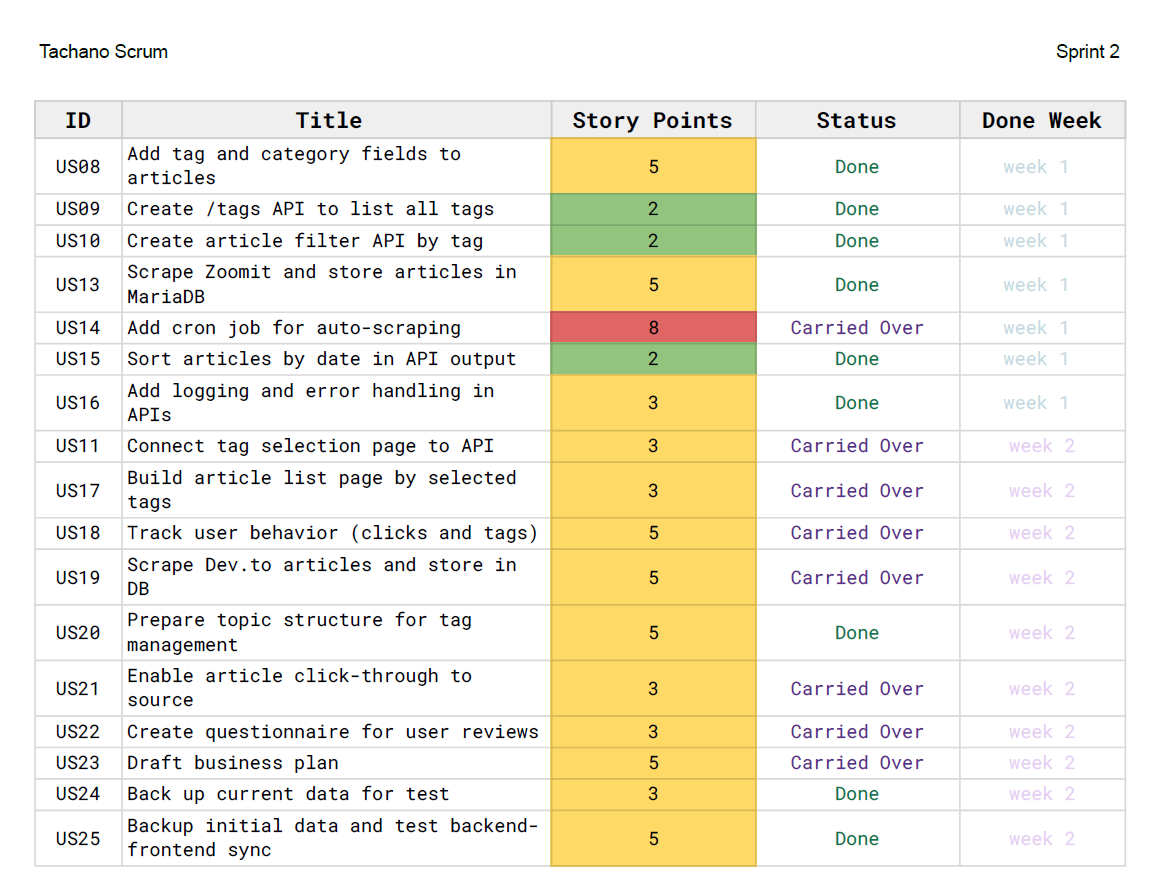 Tachano Scrum Sprint 2
ID Title Story Points Status Done Week
US08 Add tag and category fields to articles 5 Done week 1
US09 Create /tags API to list all tags 2 Done week 1
US10 Create article filter API by tag 2 Done week 1
US13 Scrape Zoomit and store articles in MariaDB 5 Done week 1
US14 Add cron job for auto-scraping 8 Carried Over week 1
US15 Sort articles by date in API output 2 Done week 1
US16 Add logging and error handling in APIs 3 Done week 1
US11 Connect tag selection page to API 3 Carried Over week 2
US17 Build article list page by selected tags 3 Carried Over week 2
US18 Track user behavior (clicks and tags) 5 Carried Over week 2
US19 Scrape Dev.to articles and store in DB 5 Carried Over week 2
US20 Prepare topic structure for tag management 5 Done week 2
US21 Enable article click-through to source 3 Carried Over week 2
US22 Create questionnaire for user reviews 3 Carried Over week 2
US23 Draft business plan 5 Carried Over week 2
US24 Back up current data for test 3 Done week 2
US25 Backup initial data and test backend-frontend sync 5 Done week 2